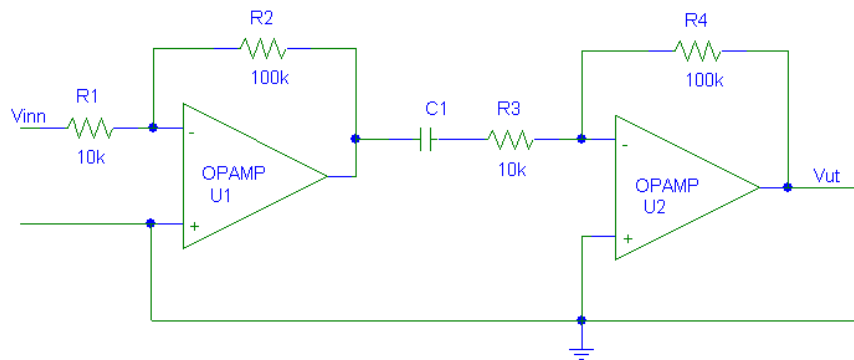 R2
100k
R1
Vinn
10k
-
OPAMP
U1
+
C1
R3
10k
R4
100k
-
OPAMP
U2
+
Vut